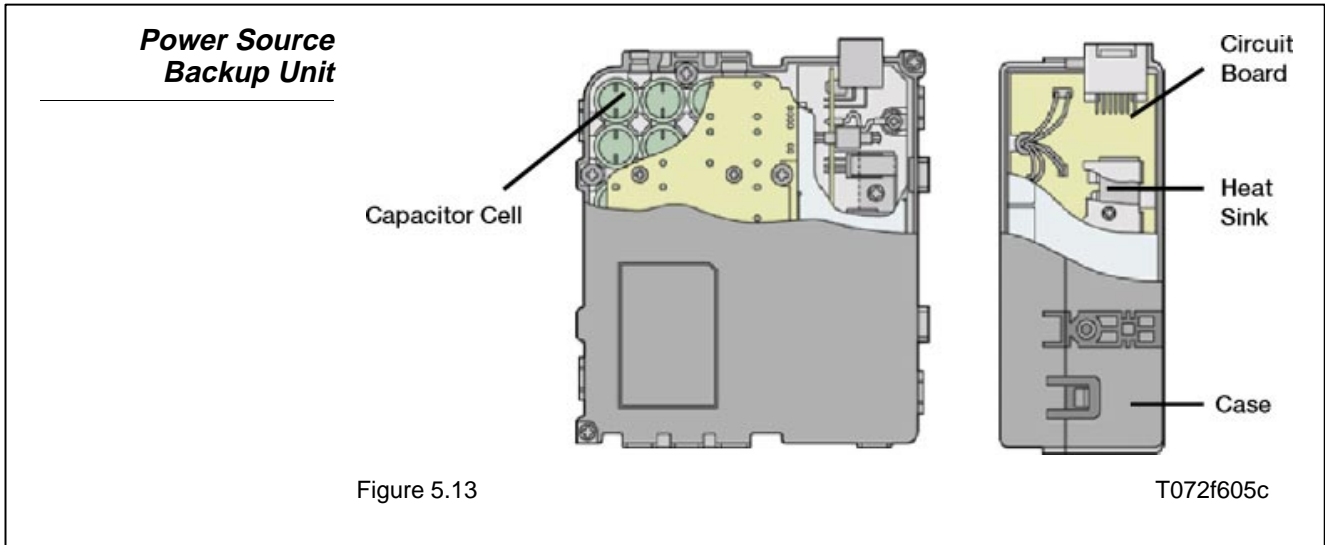 Power Source
Backup Unit
Circuit
Board
Capacitor Cell
Heat
Sink
Case
Figure 5.13
T072f605c